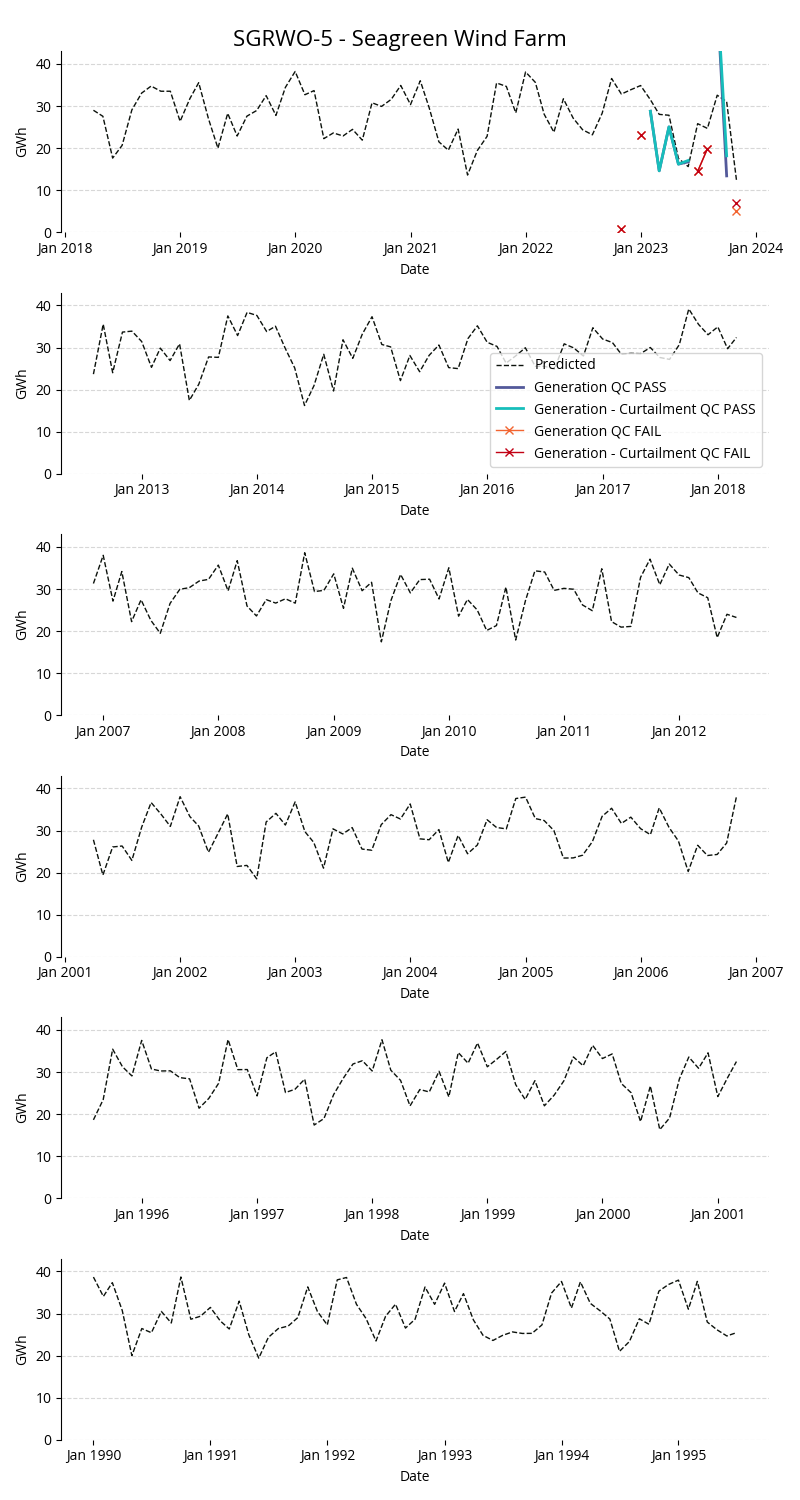 SGRWO-5 - Seagreen Wind Farm
40
30
20
10
0
GWh
Jan 2018 Jan 2019 Jan 2020 Jan 2021 Jan 2022 Jan 2023 Jan 2024
Date
40
30
20
10
0
GWh
Predicted
Generation QC PASS
Generation - Curtailment QC PASS
Generation QC FAIL
Generation - Curtailment QC FAIL
Jan 2013 Jan 2014 Jan 2015 Jan 2016 Jan 2017 Jan 2018
Date
40
30
20
10
0
GWh
Jan 2007 Jan 2008 Jan 2009 Jan 2010 Jan 2011 Jan 2012
Date
40
30
20
10
0
GWh
Jan 2001 Jan 2002 Jan 2003 Jan 2004 Jan 2005 Jan 2006 Jan 2007
Date
40
30
20
10
0
GWh
Jan 1996 Jan 1997 Jan 1998 Jan 1999 Jan 2000 Jan 2001
Date
40
30
20
10
0
GWh
Jan 1990 Jan 1991 Jan 1992 Jan 1993 Jan 1994 Jan 1995
Date